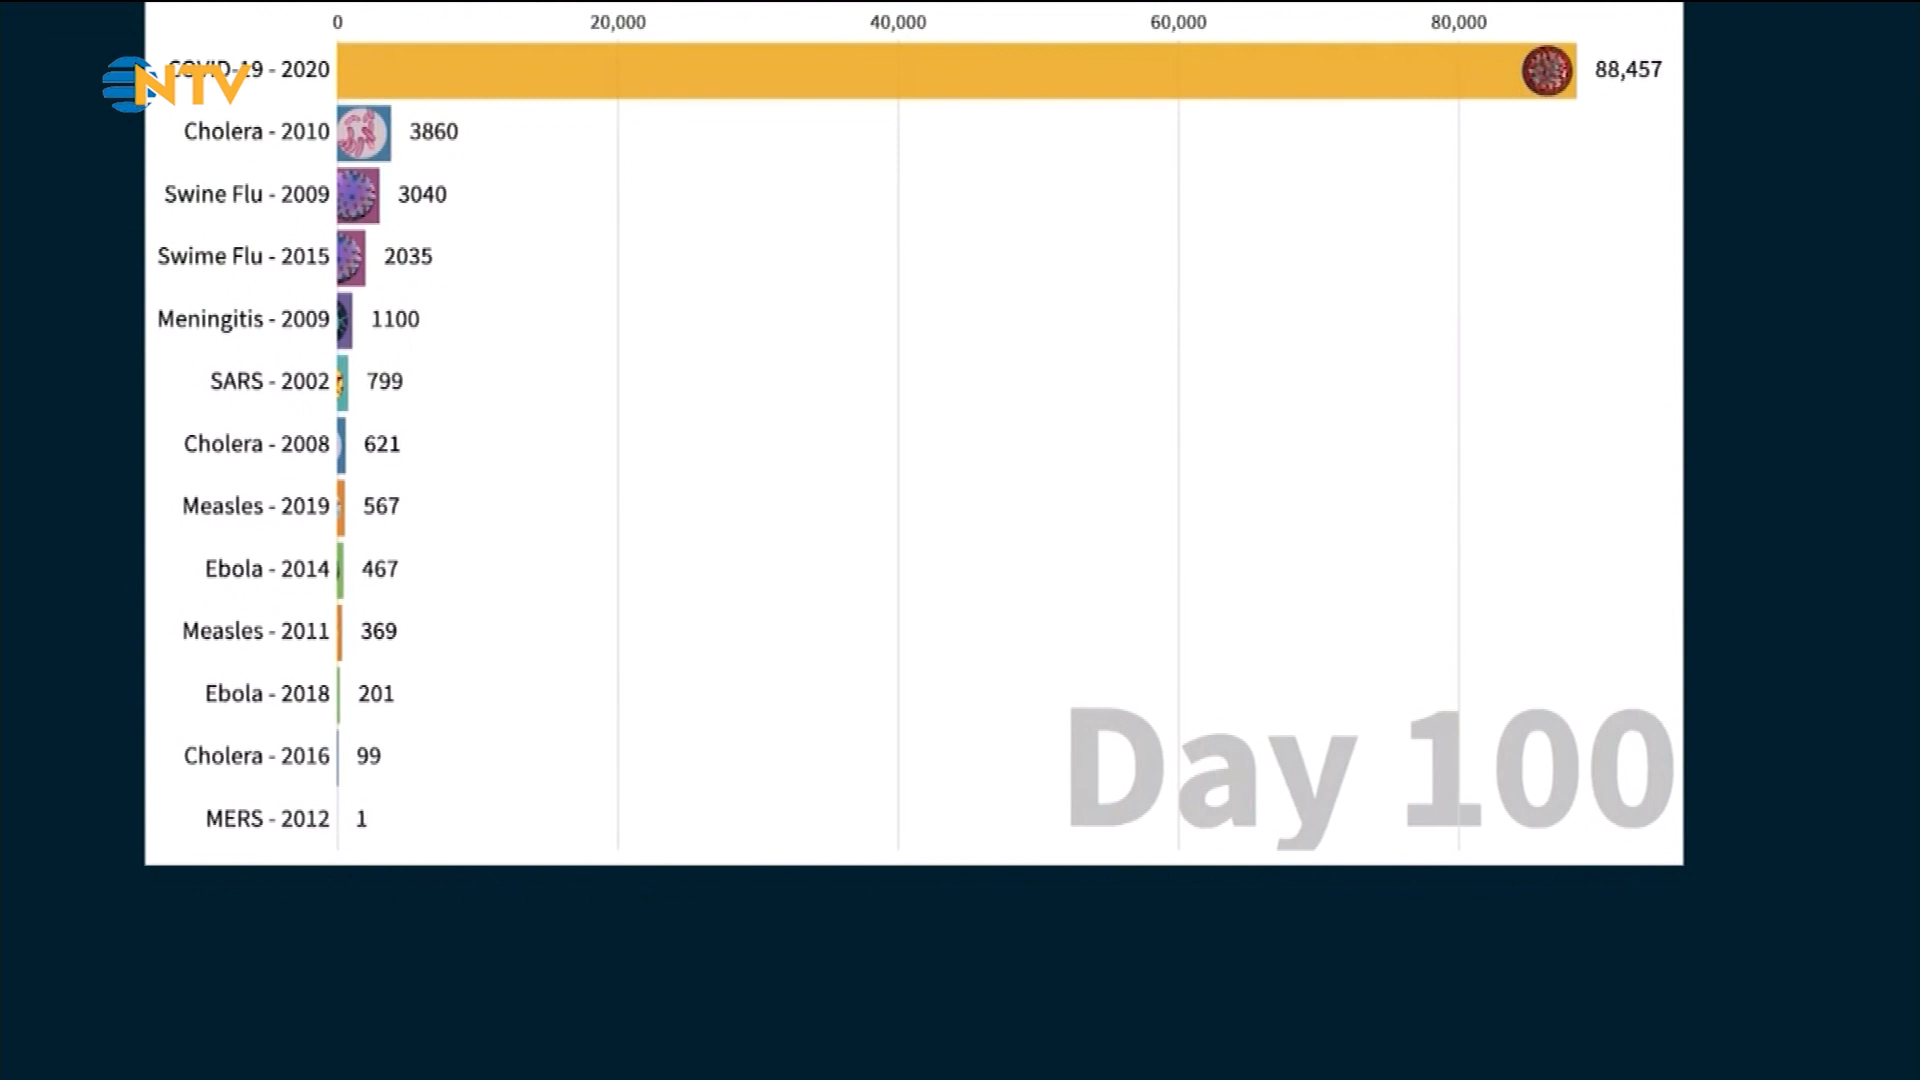 0 20,000 40,000 60,000 80,000
COVID-19 - 2020 88,457
NTV
Cholera - 2010 3860
Swine Flu - 2009 3040
Swime Flu - 2015 2035
Meningitis - 2009 1100
SARS - 2002 799
Cholera - 2008 621
Measles - 2019 567
Ebola - 2014 467
Measles - 2011 369
Ebola - 2018 201
Cholera - 2016 99
MERS - 2012 1
Day 100